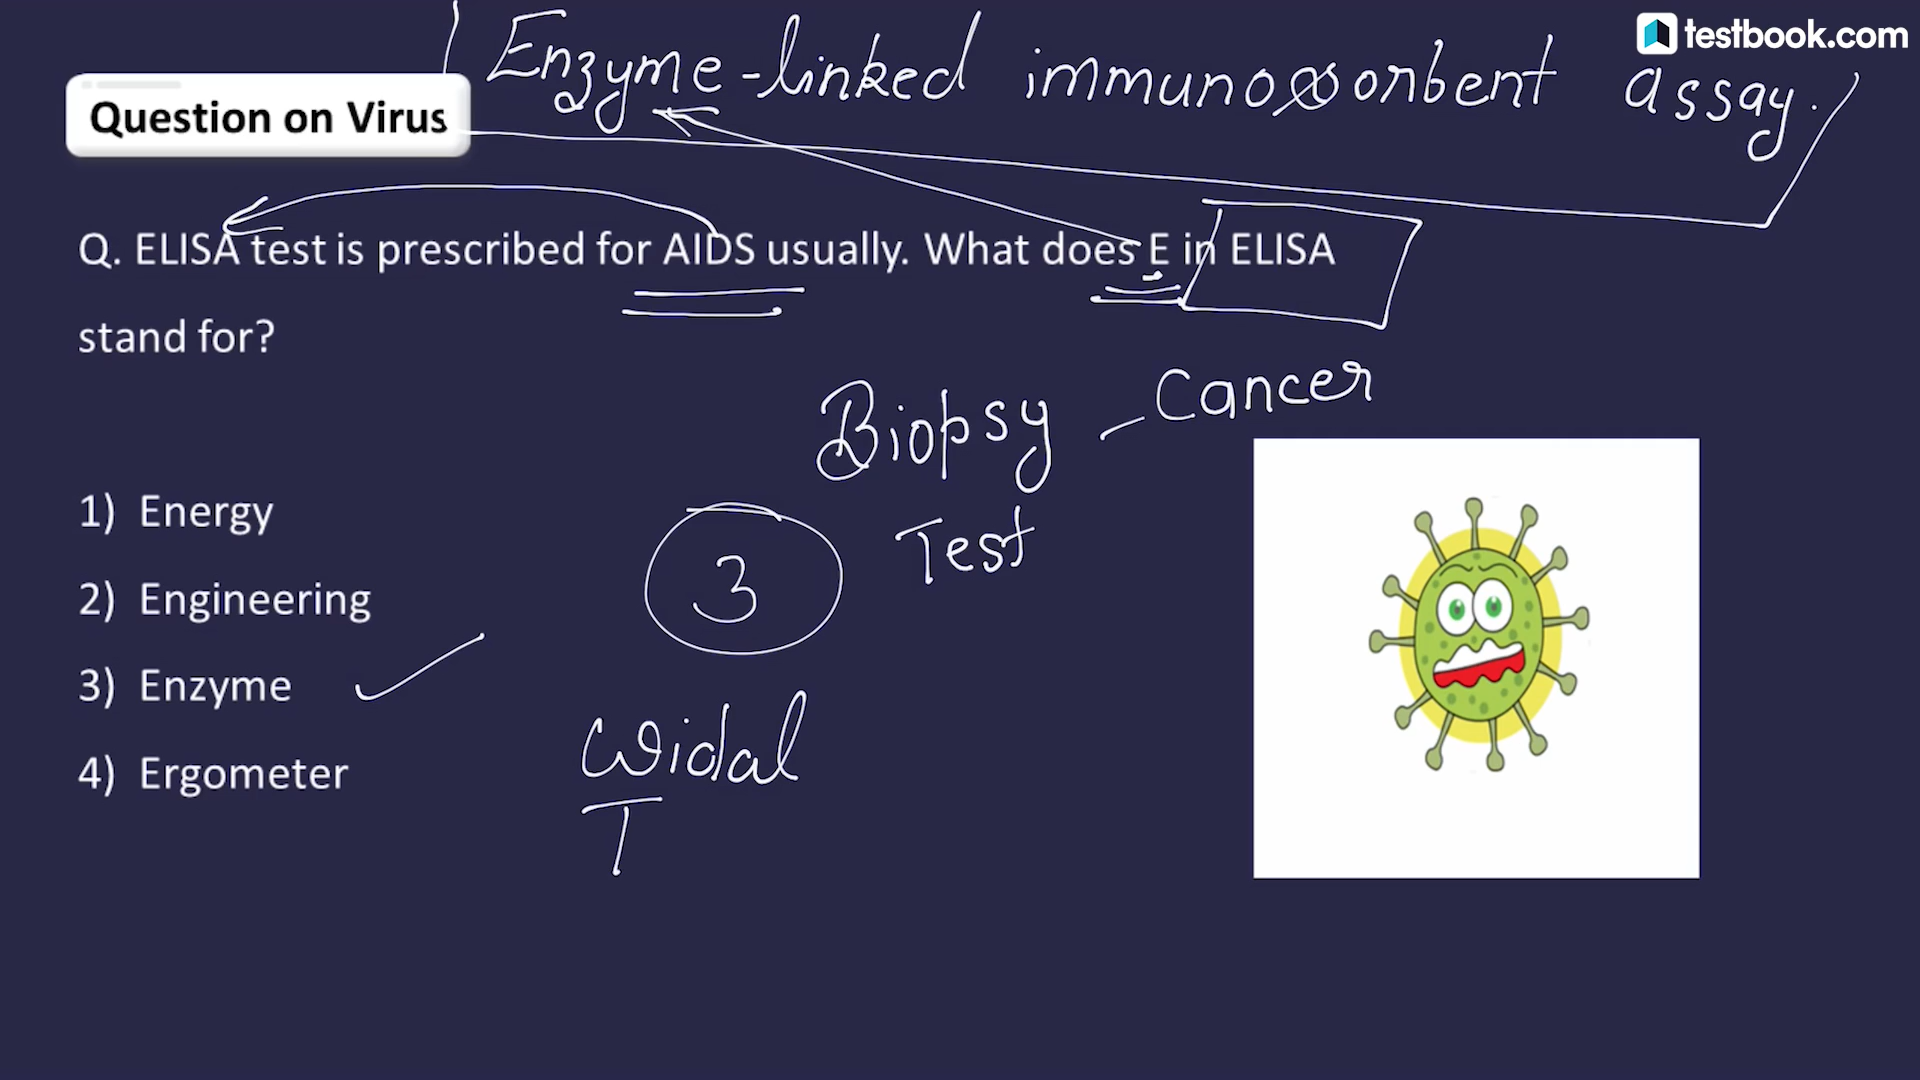 testbook.com
Enzyme-linked immunosorbent assay.
Question on Virus
Q. ELISA test is prescribed for AIDS usually. What does E in ELISA
stand for?
Biopsy - Cancer
Test
1) Energy
2) Engineering
3) Enzyme
4) Ergometer
3
Widal
T